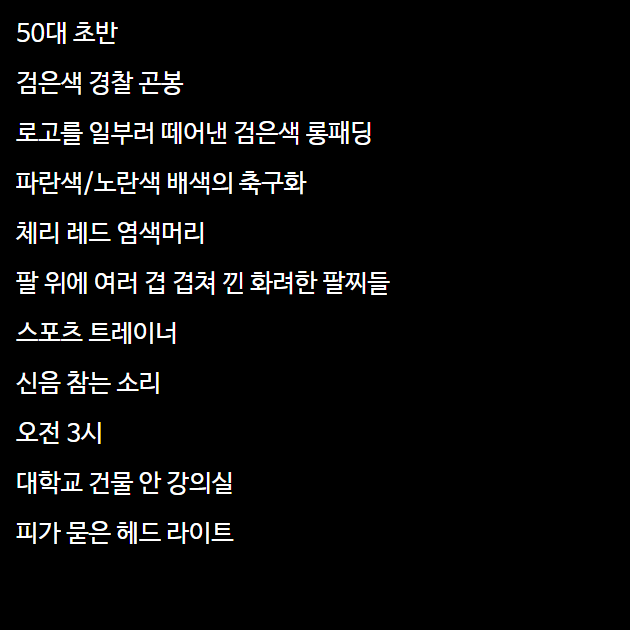 50대 초반
검은색 경찰 곤봉
로고를 일부러 떼어낸 검은색 롱패딩
파란색/노란색 배색의 축구화
체리 레드 염색머리
팔 위에 여러 겹 겹쳐 낀 화려한 팔찌들
스포츠 트레이너
신음 참는 소리
오전 3시
대학교 건물 안 강의실
피가 묻은 헤드 라이트